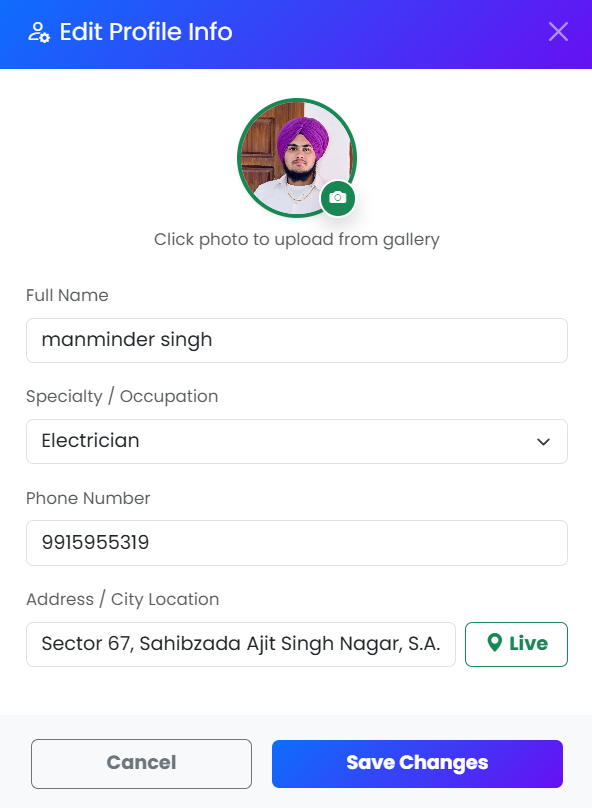 Edit Profile Info
Click photo to upload from gallery
Full Name
manminder singh
Specialty / Occupation
Electrician
Phone Number
9915955319
Address / City Location
Sector 67, Sahibzada Ajit Singh Nagar, S.A.
Live
Cancel
Save Changes